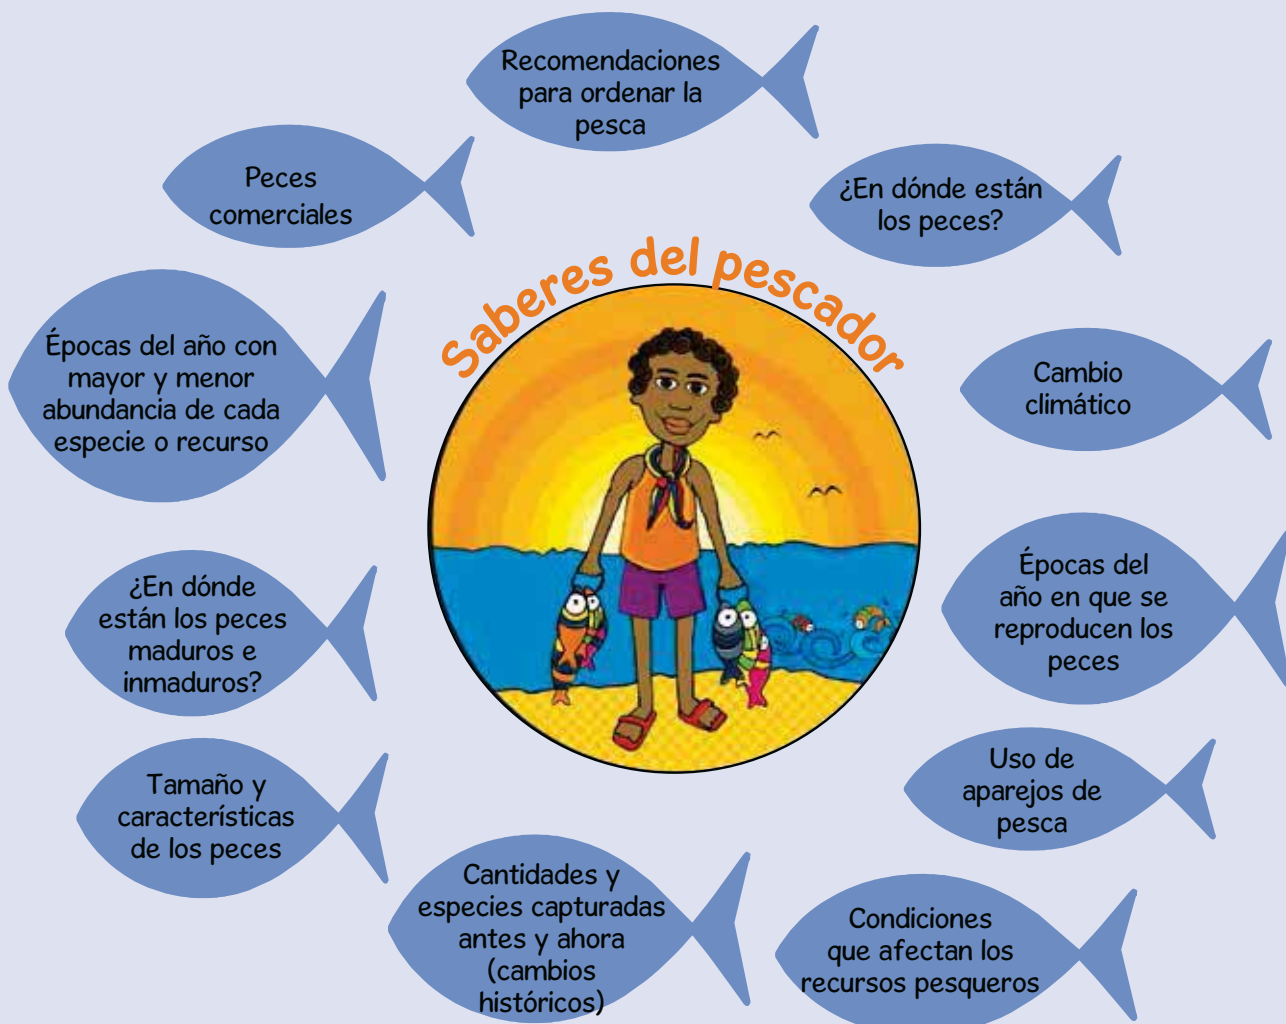 Recomendaciones
para ordenar la
pesca
Peces
comerciales
¿En dónde están
los peces?
Saberes del pescador
Épocas del año con
mayor y menor
abundancia de cada
especie o recurso
Cambio
climático
¿En dónde
están los peces
maduros e
inmaduros?
Épocas del
año en que se
reproducen los
peces
Tamaño y
características
de los peces
Uso de
aparejos de
pesca
Cantidades y
especies capturadas
antes y ahora
(cambios
históricos)
Condiciones
que afectan los
recursos pesqueros